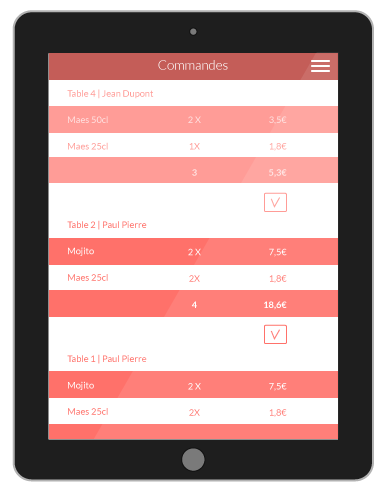 Commandes
Table 4 | Jean Dupont
Maes 50cl 2 X 3,5€
Maes 25cl 1X 1,8€
3 5,3€
Table 2 | Paul Pierre
Mojito 2 X 7,5€
Maes 25cl 2X 1,8€
4 18,6€
Table 1 | Paul Pierre
Mojito 2 X 7,5€
Maes 25cl 2X 1,8€